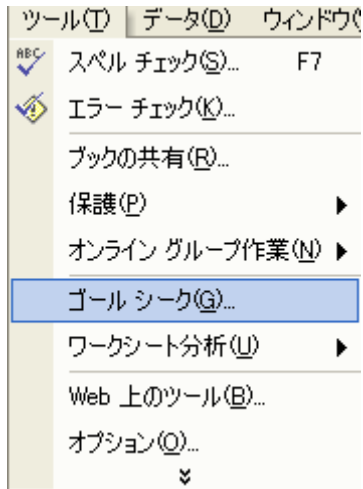 ツール(T) データ(D) ウィンドウ(
ABC スペル チェック(S)... F7
エラー チェック(K)...
ブックの共有(R)...
保護(P)
オンライン グループ作業(N)
ゴール シーク(G)...
ワークシート分析(U)
Web 上のツール(B)...
オプション(O)...